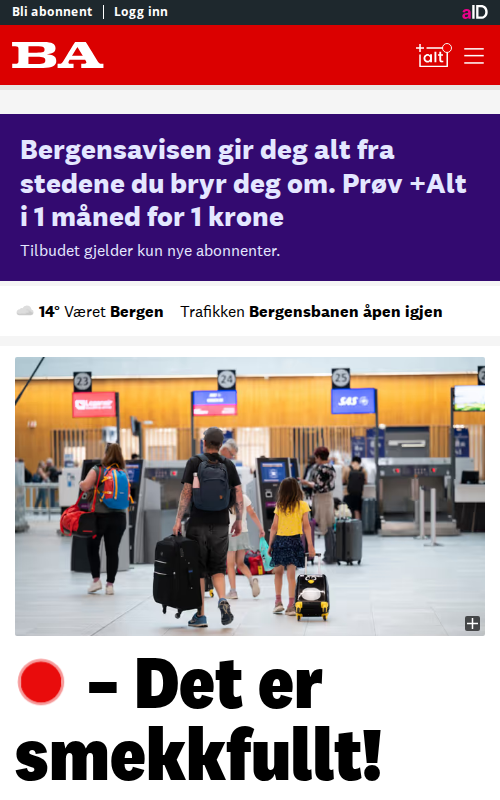 Bli abonnent | Logg inn
aID
BA
+alt
Bergensavisen gir deg alt fra
stedene du bryr deg om. Prøv +Alt
i 1 måned for 1 krone
Tilbudet gjelder kun nye abonnenter.
14° Været Bergen Trafikken Bergensbanen åpen igjen
23
24
25
SAS
– Det er
smekkfullt!